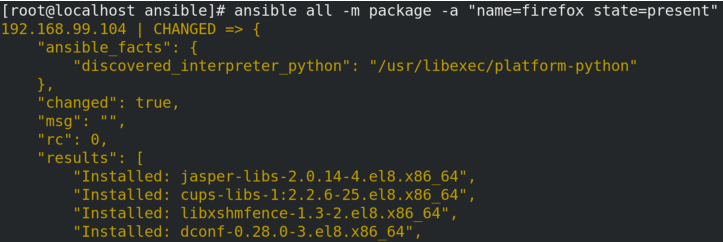 [root@localhost ansible]# ansible all -m package -a "name=firefox state=present"
192.168.99.104 | CHANGED => {
    "ansible_facts": {
        "discovered_interpreter_python": "/usr/libexec/platform-python"
    },
    "changed": true,
    "msg": "",
    "rc": 0,
    "results": [
        "Installed: jasper-libs-2.0.14-4.el8.x86_64",
        "Installed: cups-libs-1:2.2.6-25.el8.x86_64",
        "Installed: libxshmfence-1.3-2.el8.x86_64",
        "Installed: dconf-0.28.0-3.el8.x86_64",